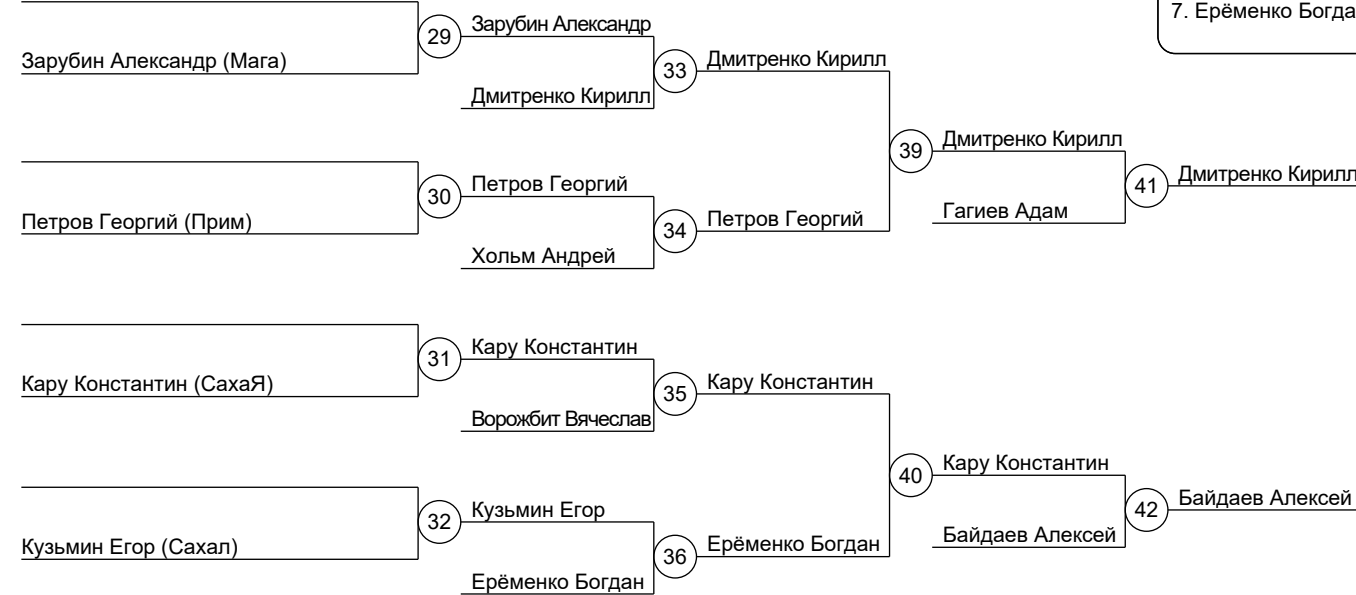 7. Ерёменко Богда
29
Зарубин Александр
Зарубин Александр (Мага)
33
Дмитренко Кирилл
Дмитренко Кирилл
39
Дмитренко Кирилл
30
Петров Георгий
Петров Георгий (Прим)
34
Петров Георгий
Хольм Андрей
41
Дмитренко Кирилл
Гагиев Адам
31
Кару Константин
Кару Константин (СахаЯ)
35
Кару Константин
Ворожбит Вячеслав
40
Кару Константин
42
Байдаев Алексей
Байдаев Алексей
32
Кузьмин Егор
Кузьмин Егор (Сахал)
36
Ерёменко Богдан
Ерёменко Богдан